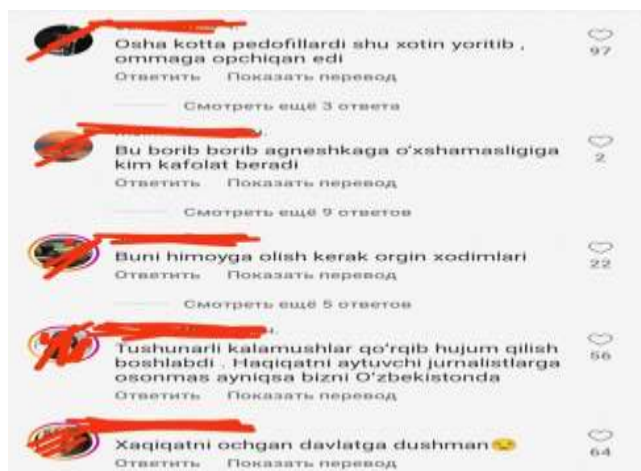 Osha kotta pedofillardi shu xotin yoritib ,
ommaga opchiqan edi
97
Ответить Показать перевод
Смотреть ещё 3 ответа
Bu borib borib agneshkaga o'xshamasligiga
kim kafolat beradi
2
Ответить Показать перевод
Смотреть ещё 9 ответов
Buni himoyga olish kerak orgin xodimlari
22
Ответить Показать перевод
Смотреть ещё 5 ответов
Tushunarli kalamushlar qo'rqib hujum qilish
boshlabdi . Haqiqatni aytuvchi jurnalistlarga
osonmas ayniqsa bizni O'zbekistonda
56
Ответить Показать перевод
Xaqiqatni ochgan davlatga dushman
64
Ответить Показать перевод